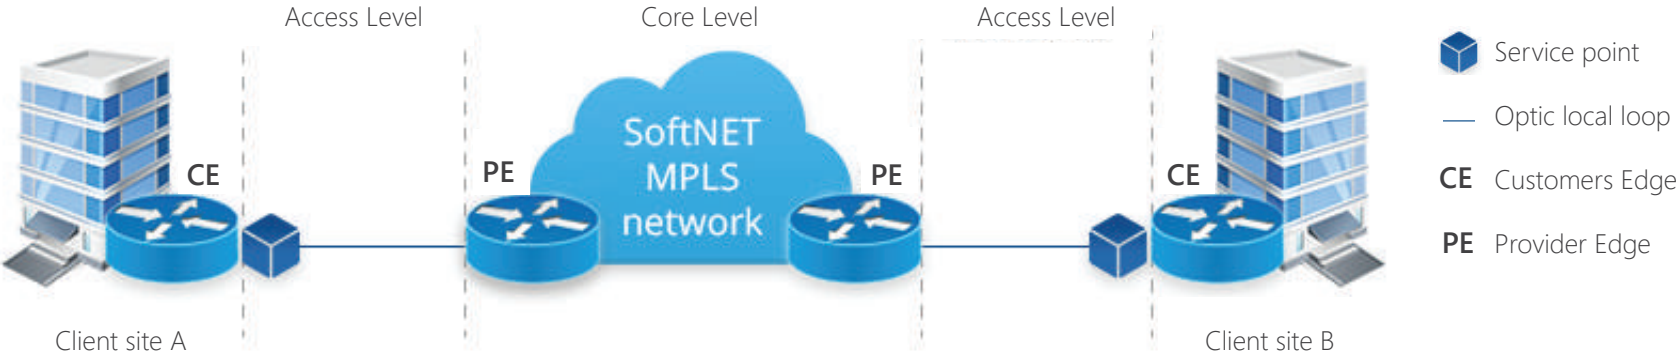 Access Level
Core Level
Access Level
Service point
Optic local loop
CE
Customers Edge
PE
Provider Edge
CE
PE
SoftNET
MPLS
network
PE
CE
Client site A
Client site B